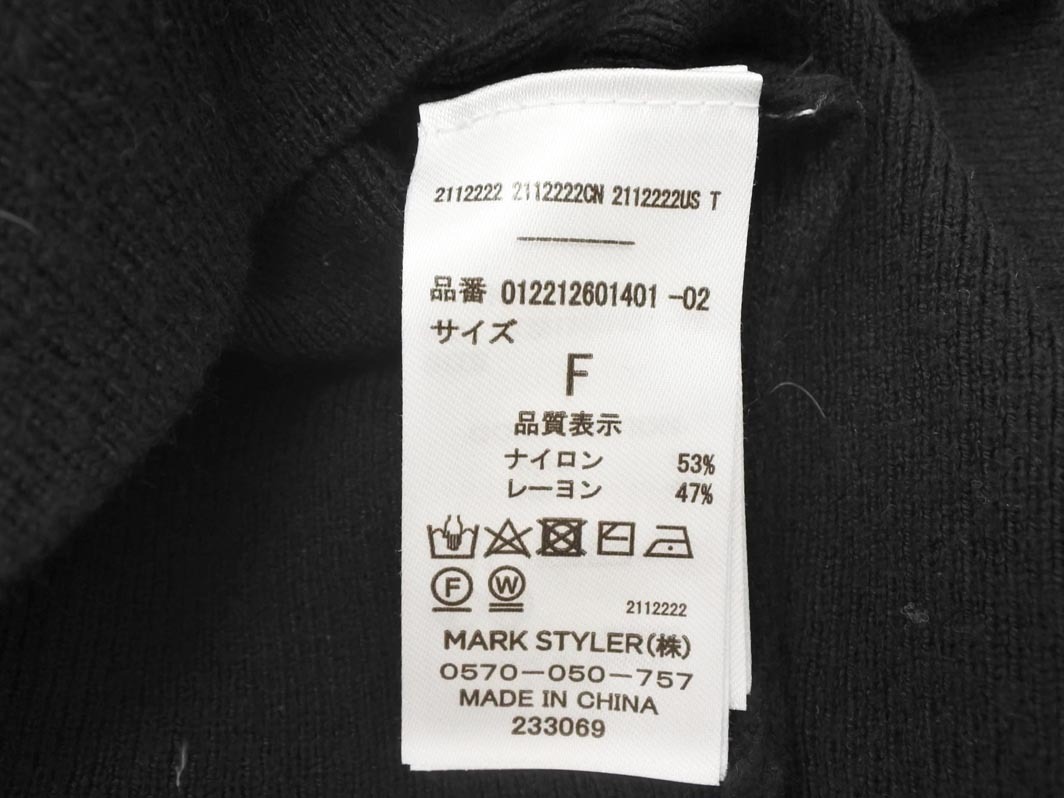 2112222 2112222CN 2112222US T
品番 012212601401 -02
サイズ
F
品質表示
ナイロン 53%
レーヨン 47%
F W
2112222
MARK STYLER(株)
0570-050-757
MADE IN CHINA
233069